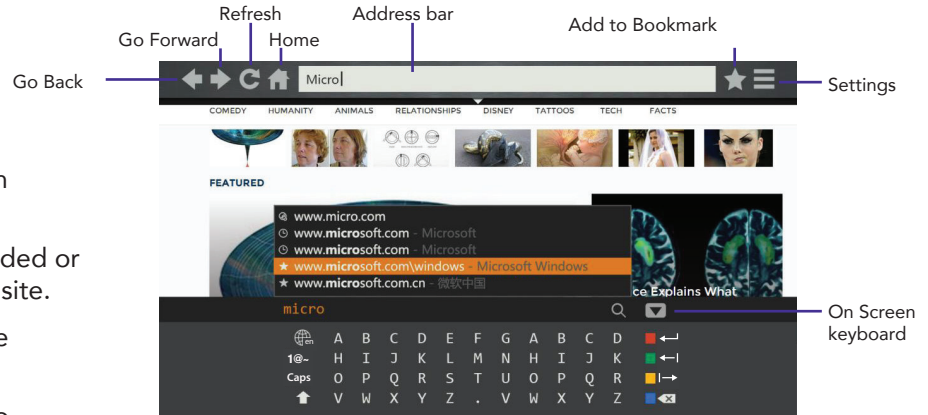 Refresh
Address bar
Add to Bookmark
Go Forward
Home
Go Back
Micro
Settings
COMEDY HUMANITY ANIMALS RELATIONSHIPS DISNEY TATTOOS TECH FACTS
n
FEATURED
ded or
site.
e
www.micro.com
www.microsoft.com - Microsoft
www.microsoft.com - Microsoft
www.microsoft.com\windows - Microsoft Windows
www.microsoft.com.cn - 微软中国
ce Explains What
micro
On Screen
keyboard
en A B C D E F G A B C D
1@~ H I J K L M N H I J K
Caps O P Q R S T U O P Q R
V W X Y Z . V W X Y Z